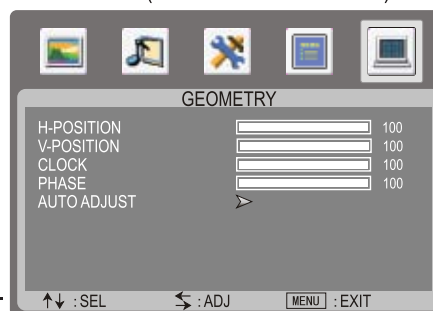 GEOMETRY
H-POSITION 100
V-POSITION 100
CLOCK 100
PHASE 100
AUTO ADJUST
: SEL : ADJ MENU : EXIT